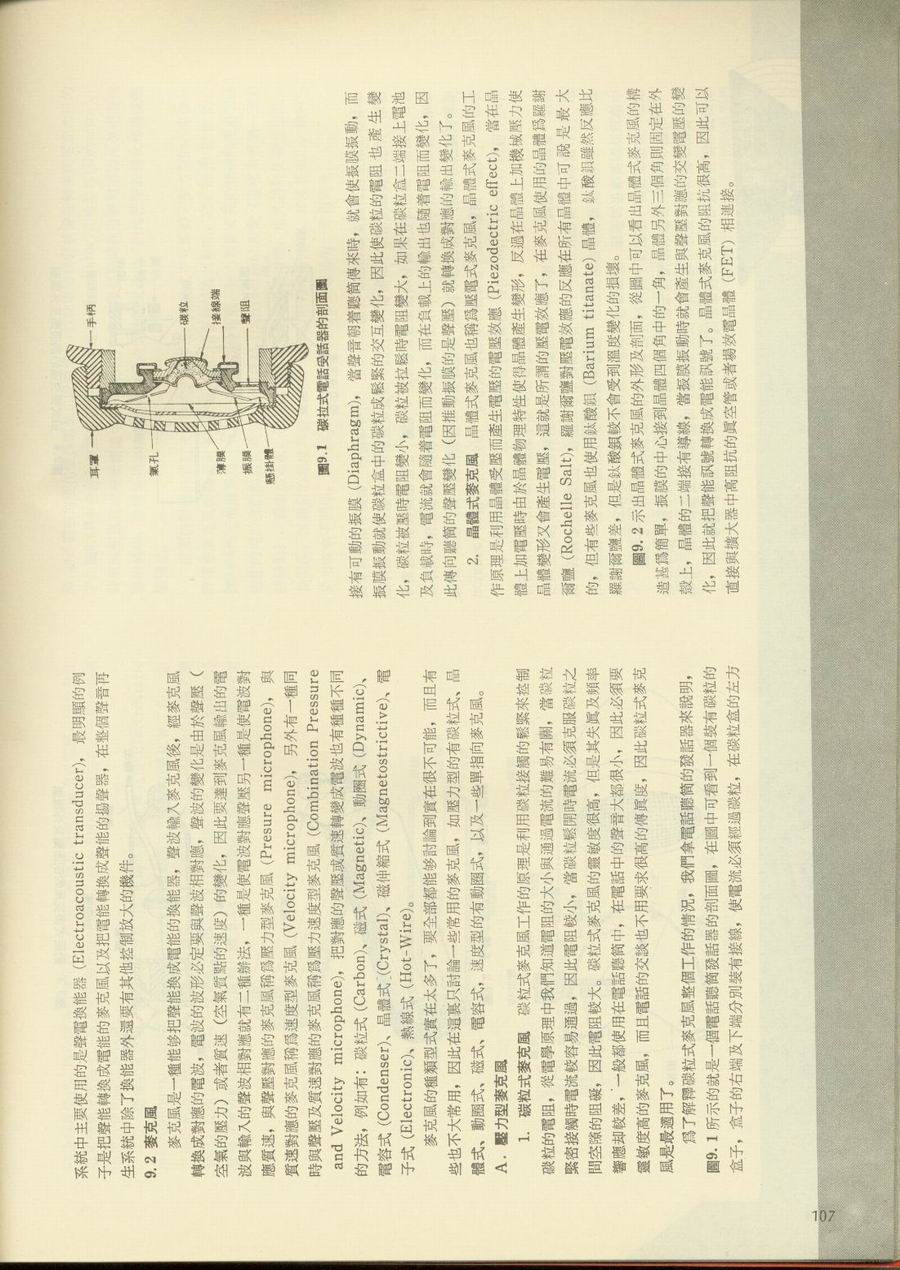 系統中主要使用的是聲電換能器（Electroacoustic transducer），最明顯的例
子是把聲能轉換成電能的麥克風以及把電能轉換成聲能的揚聲器，在整個聲音再
生系統中除了換能器外還要有其他控制放大的機件。
9.2 麥克風
麥克風是一種能够把聲能換成電能的換能器，聲波輸入麥克風後，經麥克風
轉換成對應的電波，電波的波形必定要與聲波相對應，聲波的變化是由於聲壓（
空氣的壓力）或者質速（空氣質點的速度）的變化，因此要達到麥克風輸出的電
波與輸入的聲波相對應就有二種辦法，一種是使電波對應聲壓另一種是使電波對
應質速，與聲壓對應的麥克風稱爲壓力型麥克風（Presure microphone），與
質速對應的麥克風稱爲速度型麥克風（Velocity microphone），另外有一種同
時與聲壓及質速對應的麥克風稱爲壓力速度型麥克風（Combination Pressure
and Velocity microphone），把對應的聲壓或質速轉變成電波也有種種不同
的方法，例如有：碳粒式（Carbon）、磁式（Magnetic）、動圈式（Dynamic）、
電容式（Condenser）、晶體式（Crystal）、磁伸縮式（Magnetostrictive）、電
子式（Electronic）、熱線式（Hot-Wire）。
麥克風的種類型式實在太多了，要全部都能够討論到實在很不可能，而且有
些也不大常用，因此在這裏只討論一些常用的麥克風，如壓力型的有碳粒式、晶
體式、動圈式、磁式、電容式，速度型的有動圈式，以及一些單指向麥克風。
A．壓力型麥克風
1. 碳粒式麥克風 碳粒式麥克風工作的原理是利用碳粒接觸的鬆緊來控制
碳粒的電阻，從電學原理中我們知道電阻的大小與通過電流的難易有關，當碳粒
緊密接觸時電流較容易通過，因此電阻較小，當碳粒鬆開時電流必須克服碳粒之
間空隙的阻礙，因此電阻較大。碳粒式麥克風的靈敏度很高，但是其失眞及頻率
響應却較差，一般都使用在電話聽筒中，在電話中的聲音大都很小，因此必須要
靈敏度高的麥克風，而且電話的交談也不用要求很高的傳眞度，因此碳粒式麥克
風是最適用了。
爲了解釋碳粒式麥克風整個工作的情況，我們拿電話聽筒的發話器來說明，
圖9.1 所示的就是一個電話聽筒發話器的剖面圖，在圖中可看到一個裝有碳粒的
盒子，盒子的右端及下端分別裝有接線，使電流必須經過碳粒，在碳粒盒的左方
耳罩
氣孔
薄膜
振膜
懸掛體
手柄
碳粒
接線端
聲阻
圖9.1 碳拉式電話受話器的剖面圖
接有可動的振膜（Diaphragm），當聲音朝着聽筒傳來時，就會使振膜振動，而
振膜振動就使碳粒盒中的碳粒成鬆緊的交互變化，因此使碳粒的電阻也產生變
化，碳粒被壓時電阻變小，碳粒被拉鬆時電阻變大，如果在碳粒盒二端接上電池
及負載時，電流就會隨着電阻而變化，而在負載上的輸出也隨着電阻而變化，因
此傳向聽筒的聲壓變化（因推動振膜的是聲壓）就轉換成對應的輸出變化了。
2. 晶體式麥克風 晶體式麥克風也稱爲壓電式麥克風，晶體式麥克風的工
作原理是利用晶體受壓而產生電壓的電壓效應（Piezodectric effect），當在晶
體上加電壓時由於晶體物理特性使得晶體產生變形，反過在晶體上加機械壓力使
晶體變形又會產生電壓，這就是所謂的壓電效應了，在麥克風使用的晶體爲羅謝
爾鹽（Rochelle Salt），羅謝爾鹽對壓電效應的反應在所有晶體中可說是最大
的，但有些麥克風也使用鈦酸鋇（Barium titanate）晶體，鈦酸鋇雖然反應比
羅謝爾鹽差，但是鈦酸鋇較不會受到溫度變化的損壞。
圖9.2 示出晶體式麥克風的外形及剖面，從圖中可以看出晶體式麥克風的構
造甚爲簡單，振膜的中心接到晶體四個角中的一角，晶體另外三個角則固定在外
殼上，晶體的二端接有導線，當振膜振動時就會產生與聲壓對應的交變電壓的變
化，因此就把聲能訊號轉換成電能訊號了。晶體式麥克風的阻抗很高，因此可以
直接與擴大器中高阻抗的眞空管或者場效電晶體（FET）相連接。
107